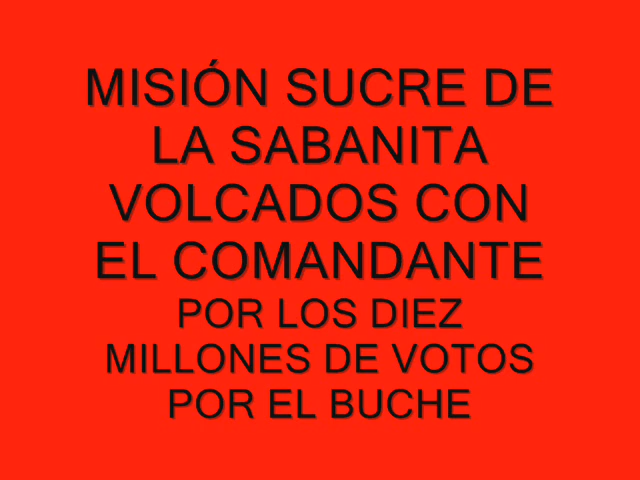 MISIÓN SUCRE DE
LA SABANITA
VOLCADOS CON
EL COMANDANTE
POR LOS DIEZ
MILLONES DE VOTOS
POR EL BUCHE